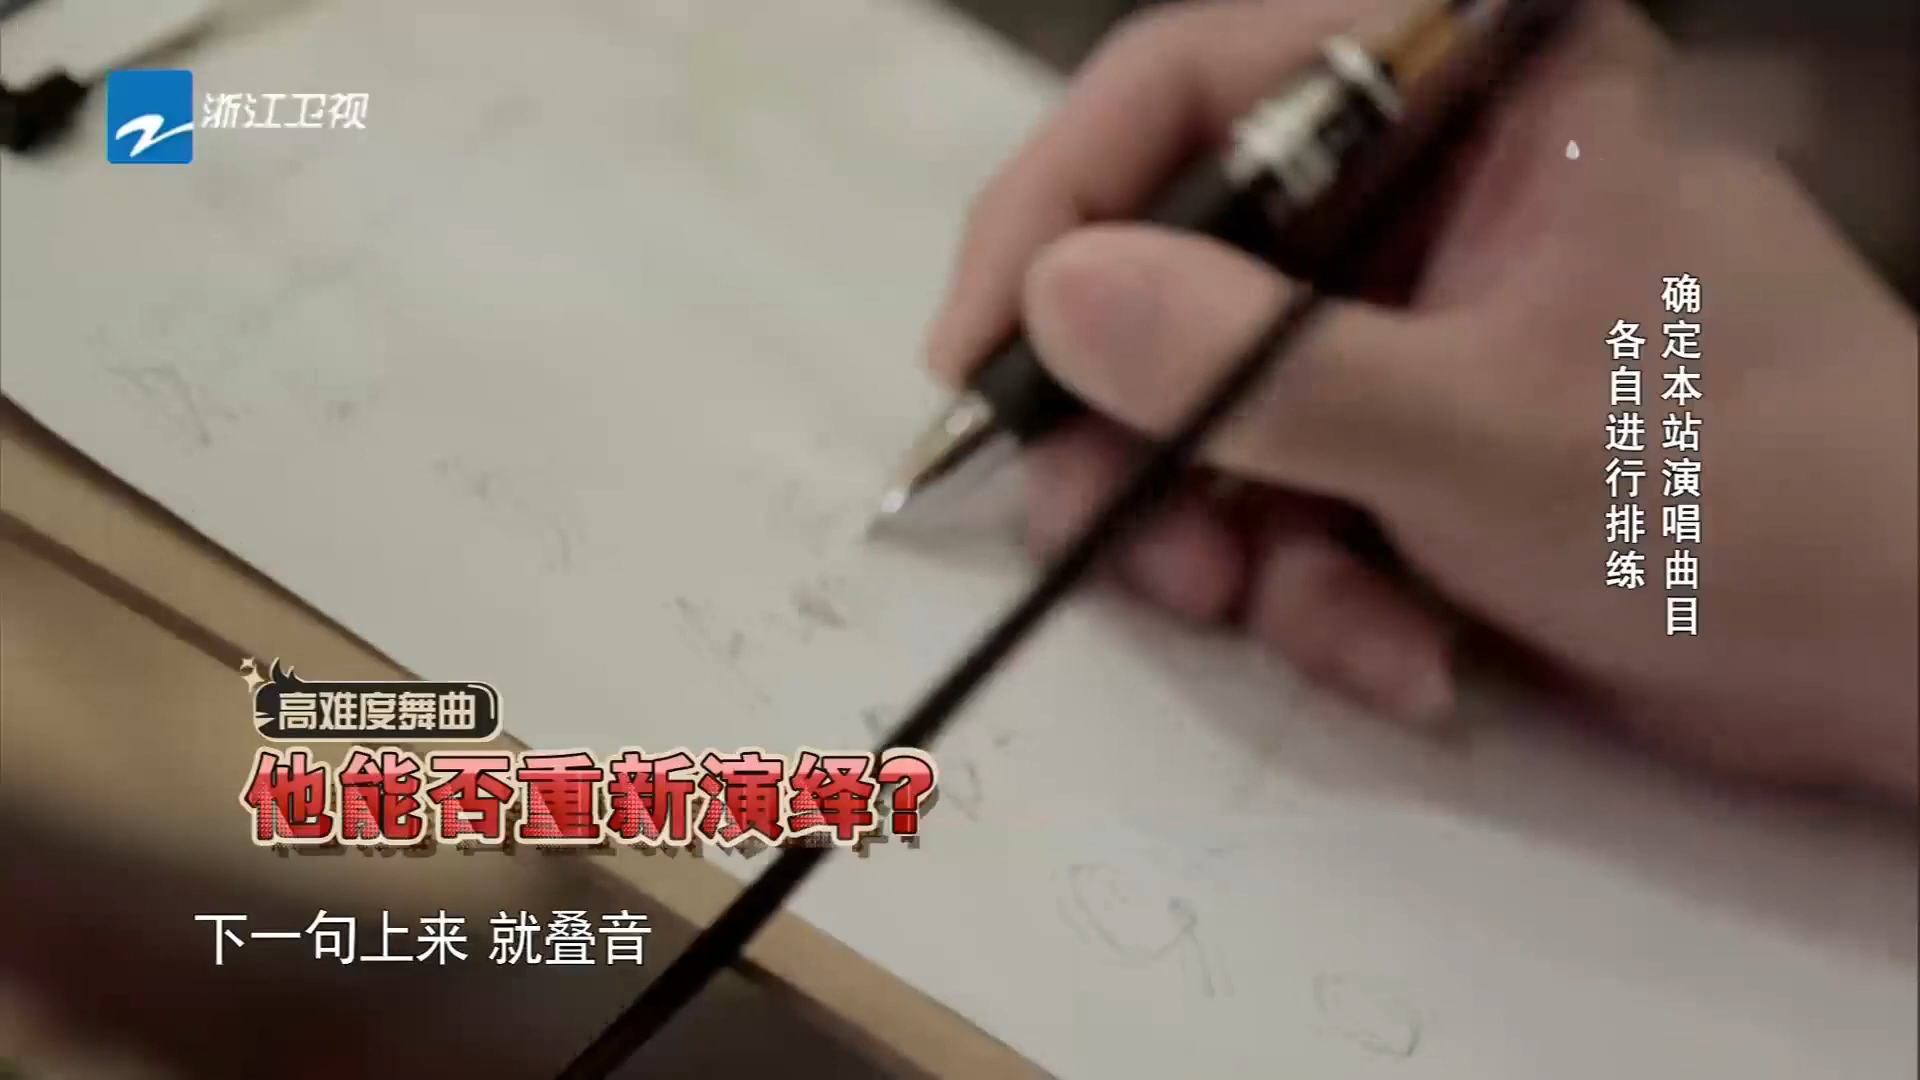 浙江卫视
确定本站演唱曲目
各自进行排练
高难度舞曲
他能否重新演绎?
下一句上来 就叠音